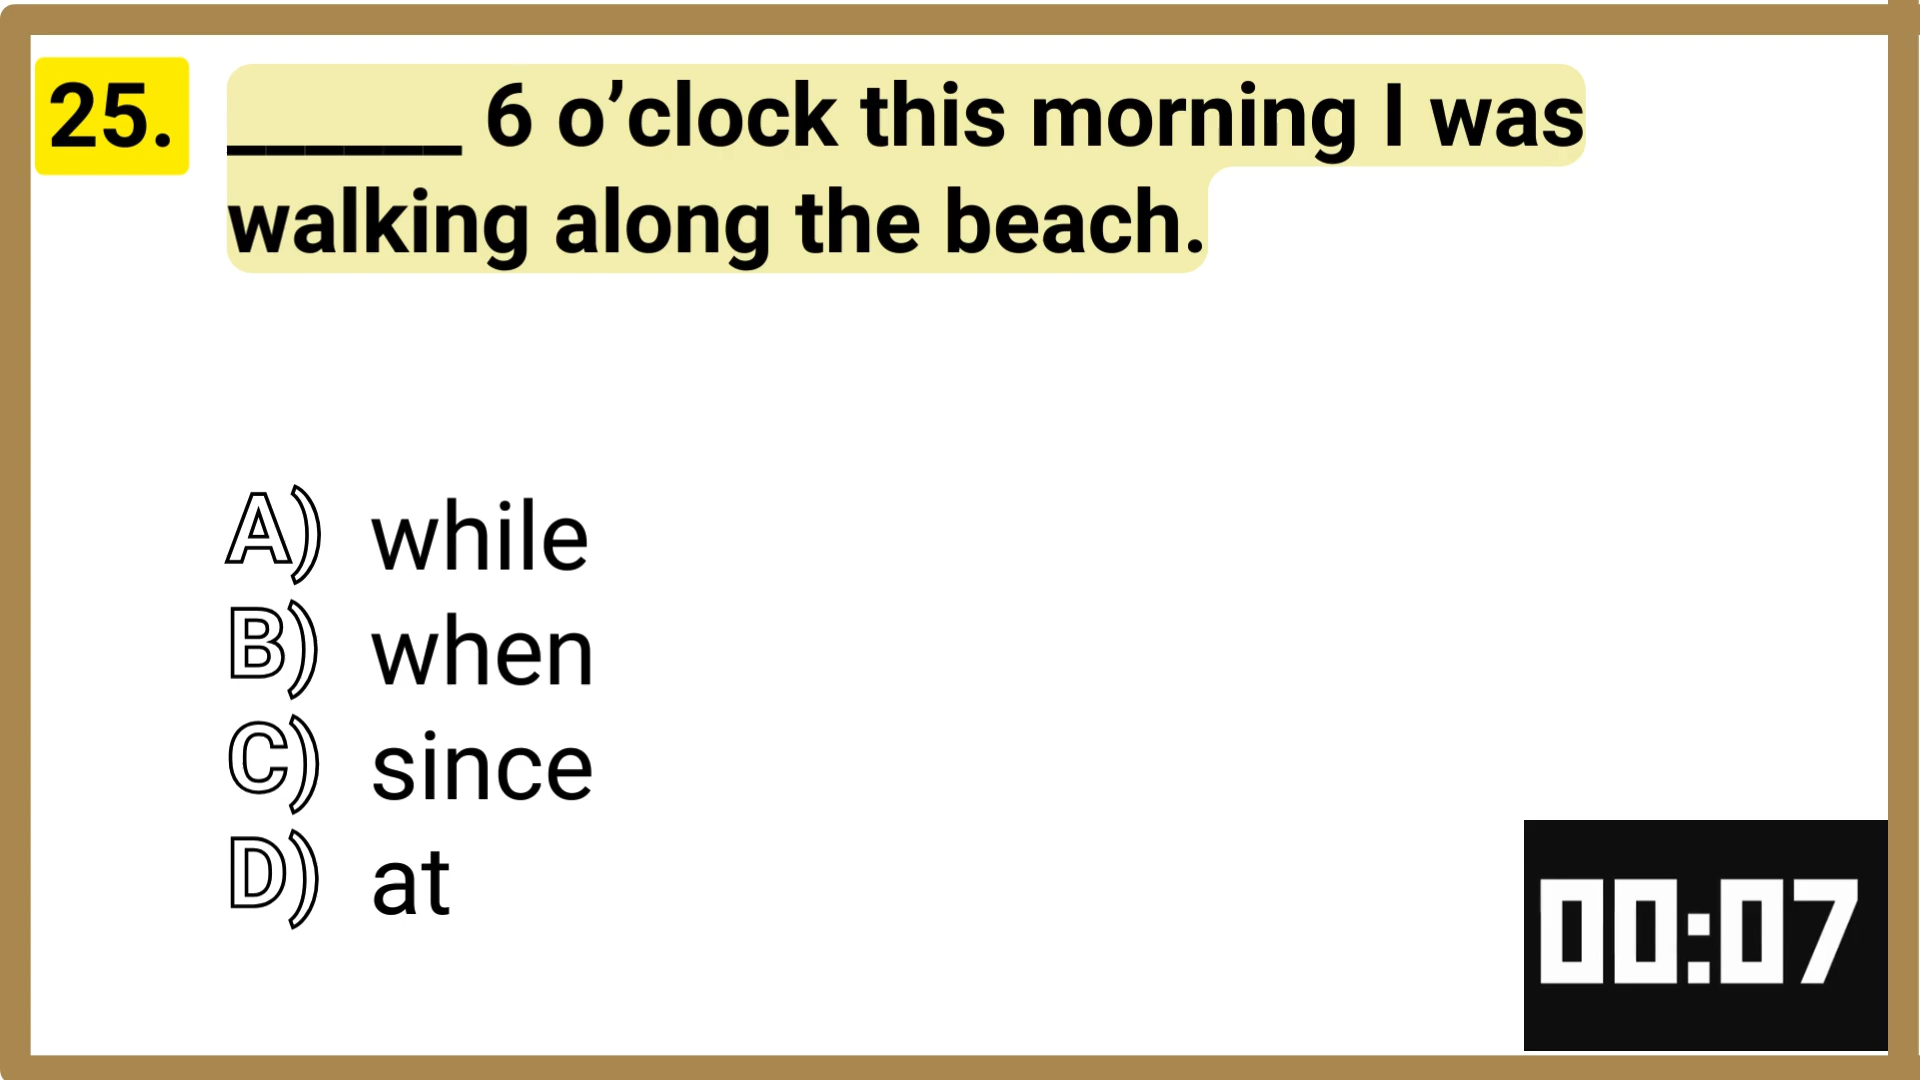 25. ______ 6 o’clock this morning I was
walking along the beach.
A) while
B) when
C) since
D) at
00:07